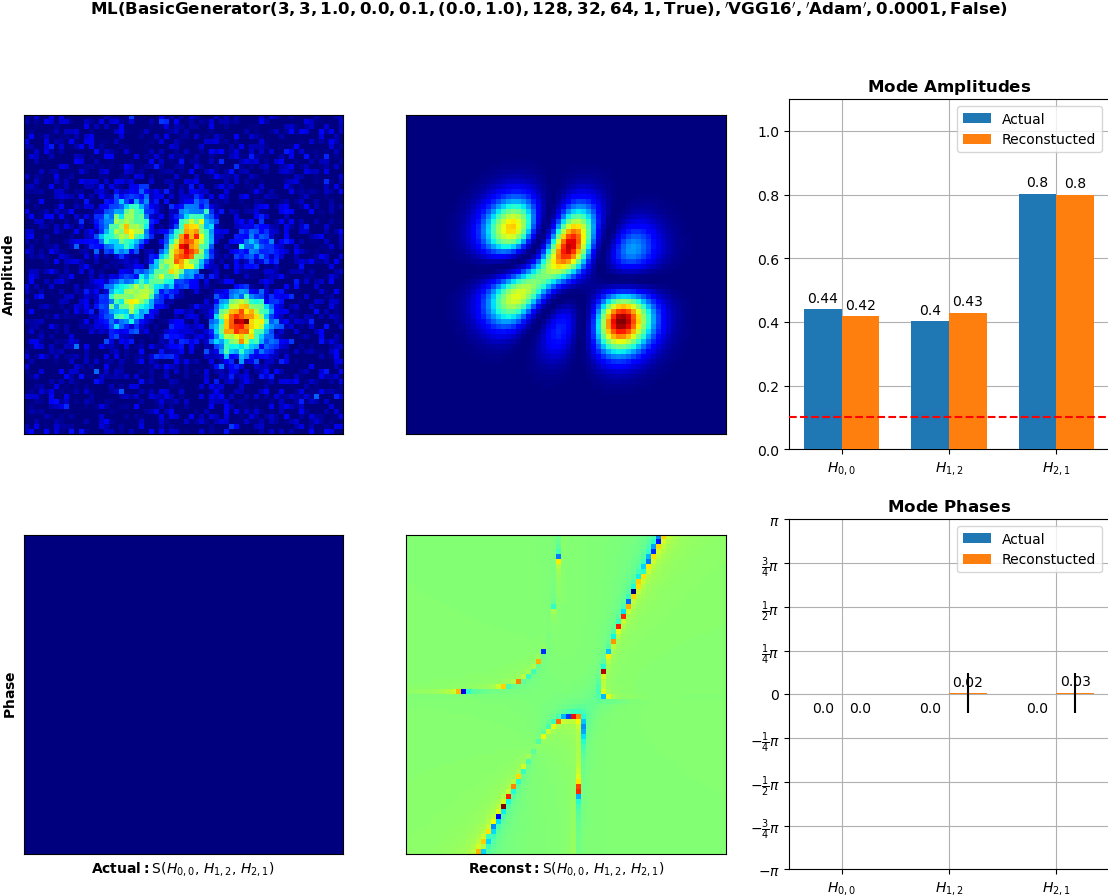 ML(BasicGenerator(3, 3, 1.0, 0.0, 0.1, (0.0, 1.0), 128, 32, 64, 1, True), ′VGG16′, ′Adam′, 0.0001, False)
Amplitude
Mode Amplitudes
Actual
Reconstucted
1.0
0.8
0.6
0.4
0.2
0.0
0.44 0.42 0.4 0.43 0.8 0.8
H₀,₀ H₁,₂ H₂,₁
Phase
Actual: S(H₀,₀, H₁,₂, H₂,₁)
Reconst: S(H₀,₀, H₁,₂, H₂,₁)
Mode Phases
Actual
Reconstucted
π
3/4π
1/2π
1/4π
0
−1/4π
−1/2π
−3/4π
−π
0.0 0.0 0.0 0.02 0.0 0.03
H₀,₀ H₁,₂ H₂,₁